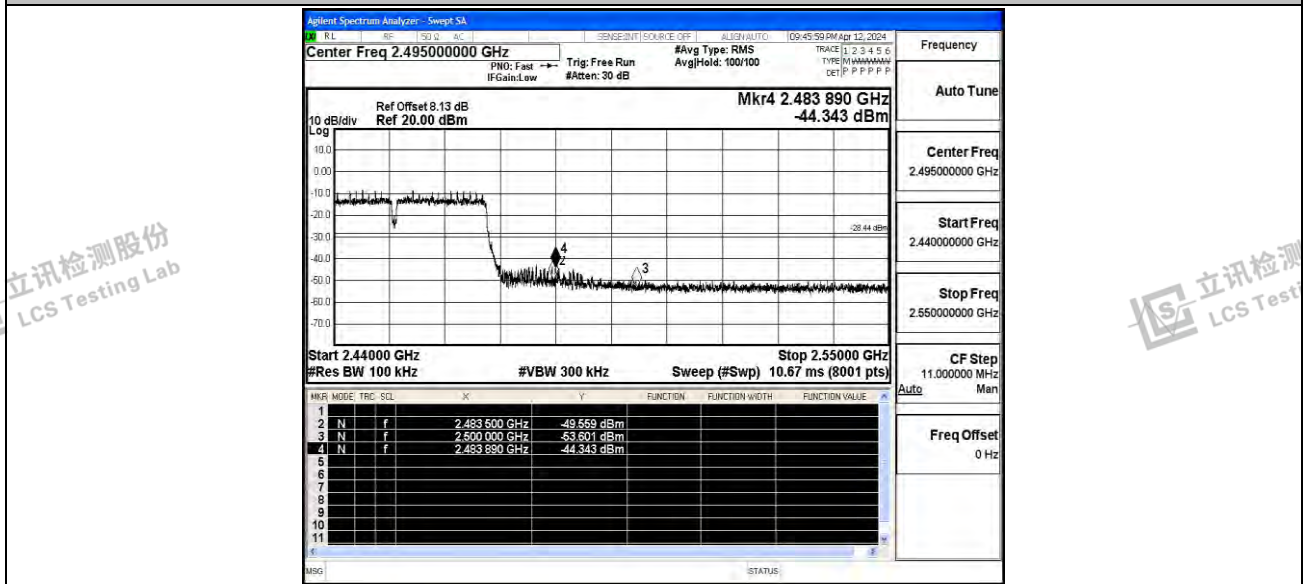 Agilent Spectrum Analyzer - Swept SA
RL RF 50 Ω AC SENSE:INT SOURCE OFF ALIGN AUTO 09:45:59 PM Apr 12, 2024
Center Freq 2.495000000 GHz
PNO: Fast
IFGain:Low
Trig: Free Run
#Atten: 30 dB
#Avg Type: RMS
Avg|Hold: 100/100
TRACE 1 2 3 4 5 6
TYPE M WWWWW
DET P P P P P P
Frequency
Auto Tune
Center Freq
2.495000000 GHz
Start Freq
2.440000000 GHz
Stop Freq
2.550000000 GHz
CF Step
11.000000 MHz
Auto Man
Freq Offset
0 Hz
Mkr4 2.483 890 GHz
-44.343 dBm
Ref Offset 8.13 dB
10 dB/div Ref 20.00 dBm
Log
10.0
0.00
-10.0
-20.0
-30.0
-40.0
-50.0
-60.0
-70.0
-28.44 dBm
4
2
3
Start 2.44000 GHz Stop 2.55000 GHz
#Res BW 100 kHz #VBW 300 kHz Sweep (#Swp) 10.67 ms (8001 pts)
MKR MODE TRC SCL X Y FUNCTION FUNCTION WIDTH FUNCTION VALUE
1
2 N f 2.483 500 GHz -49.559 dBm
3 N f 2.500 000 GHz -53.601 dBm
4 N f 2.483 890 GHz -44.343 dBm
5
6
7
8
9
10
11
MSG STATUS
立讯检测股份
LCS Testing Lab
立讯检测
LCS Testi